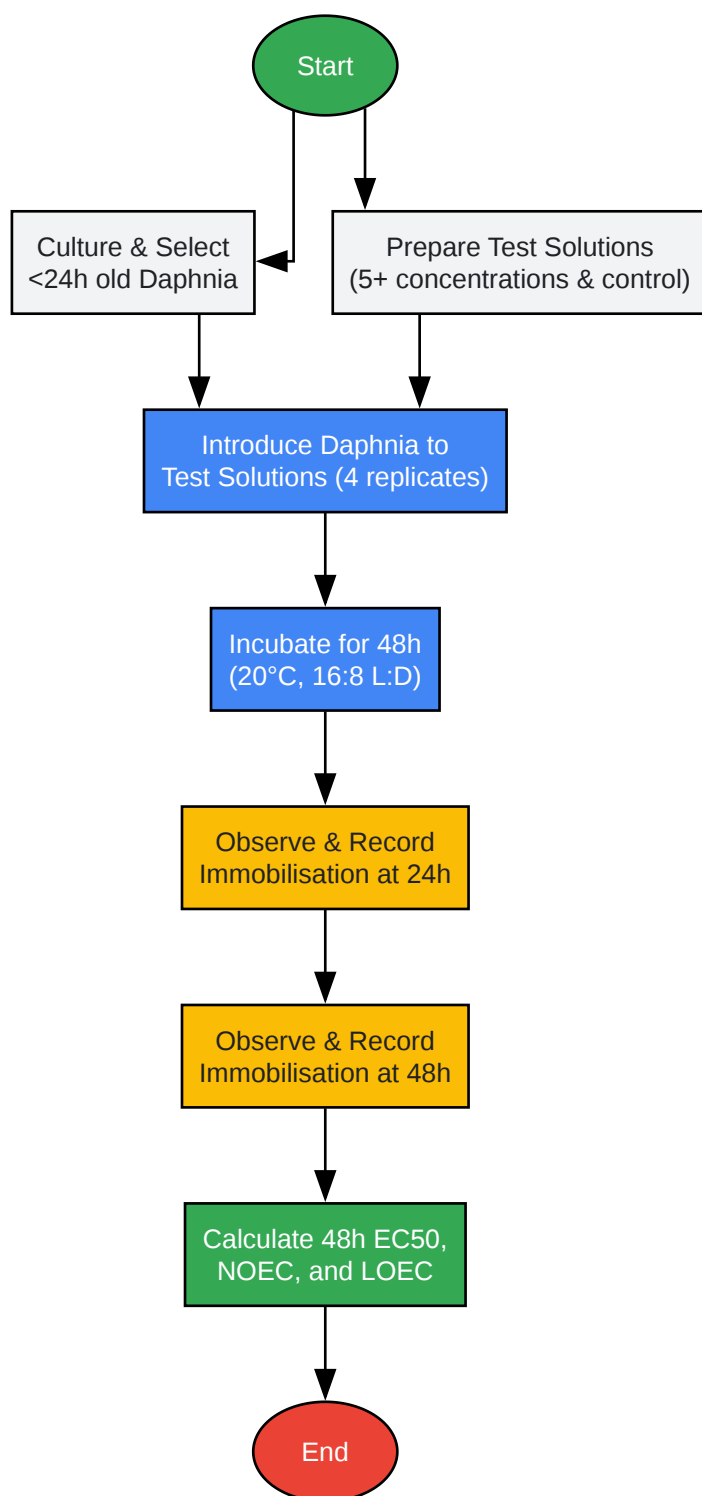 Start
Culture & Select
<24h old Daphnia
Prepare Test Solutions
(5+ concentrations & control)
Introduce Daphnia to
Test Solutions (4 replicates)
Incubate for 48h
(20°C, 16:8 L:D)
Observe & Record
Immobilisation at 24h
Observe & Record
Immobilisation at 48h
Calculate 48h EC50,
NOEC, and LOEC
End